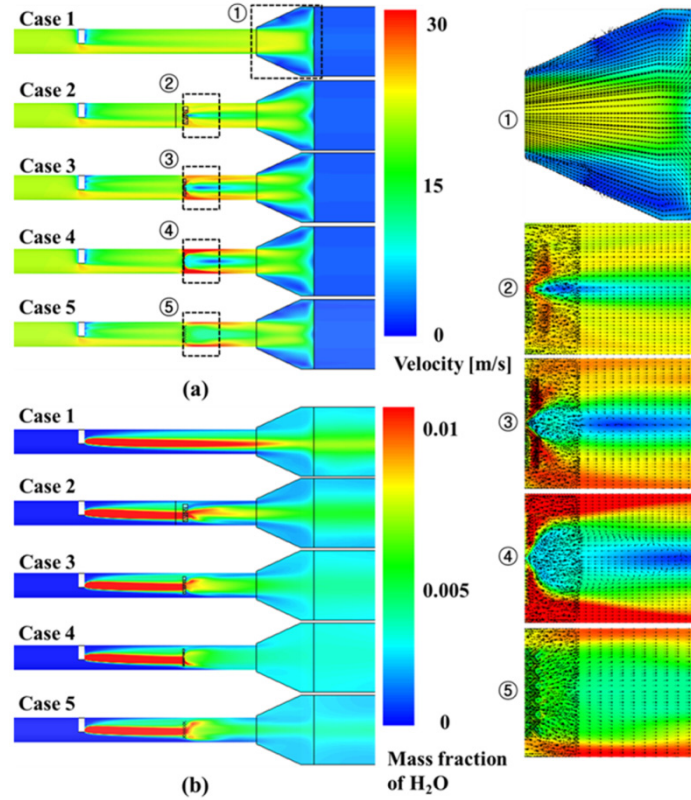 Case 1
①
Case 2
②
Case 3
③
Case 4
④
Case 5
⑤
(a)
30
15
0
Velocity [m/s]
Case 1
Case 2
Case 3
Case 4
Case 5
(b)
0.01
0.005
0
Mass fraction
of H₂O
①
②
③
④
⑤